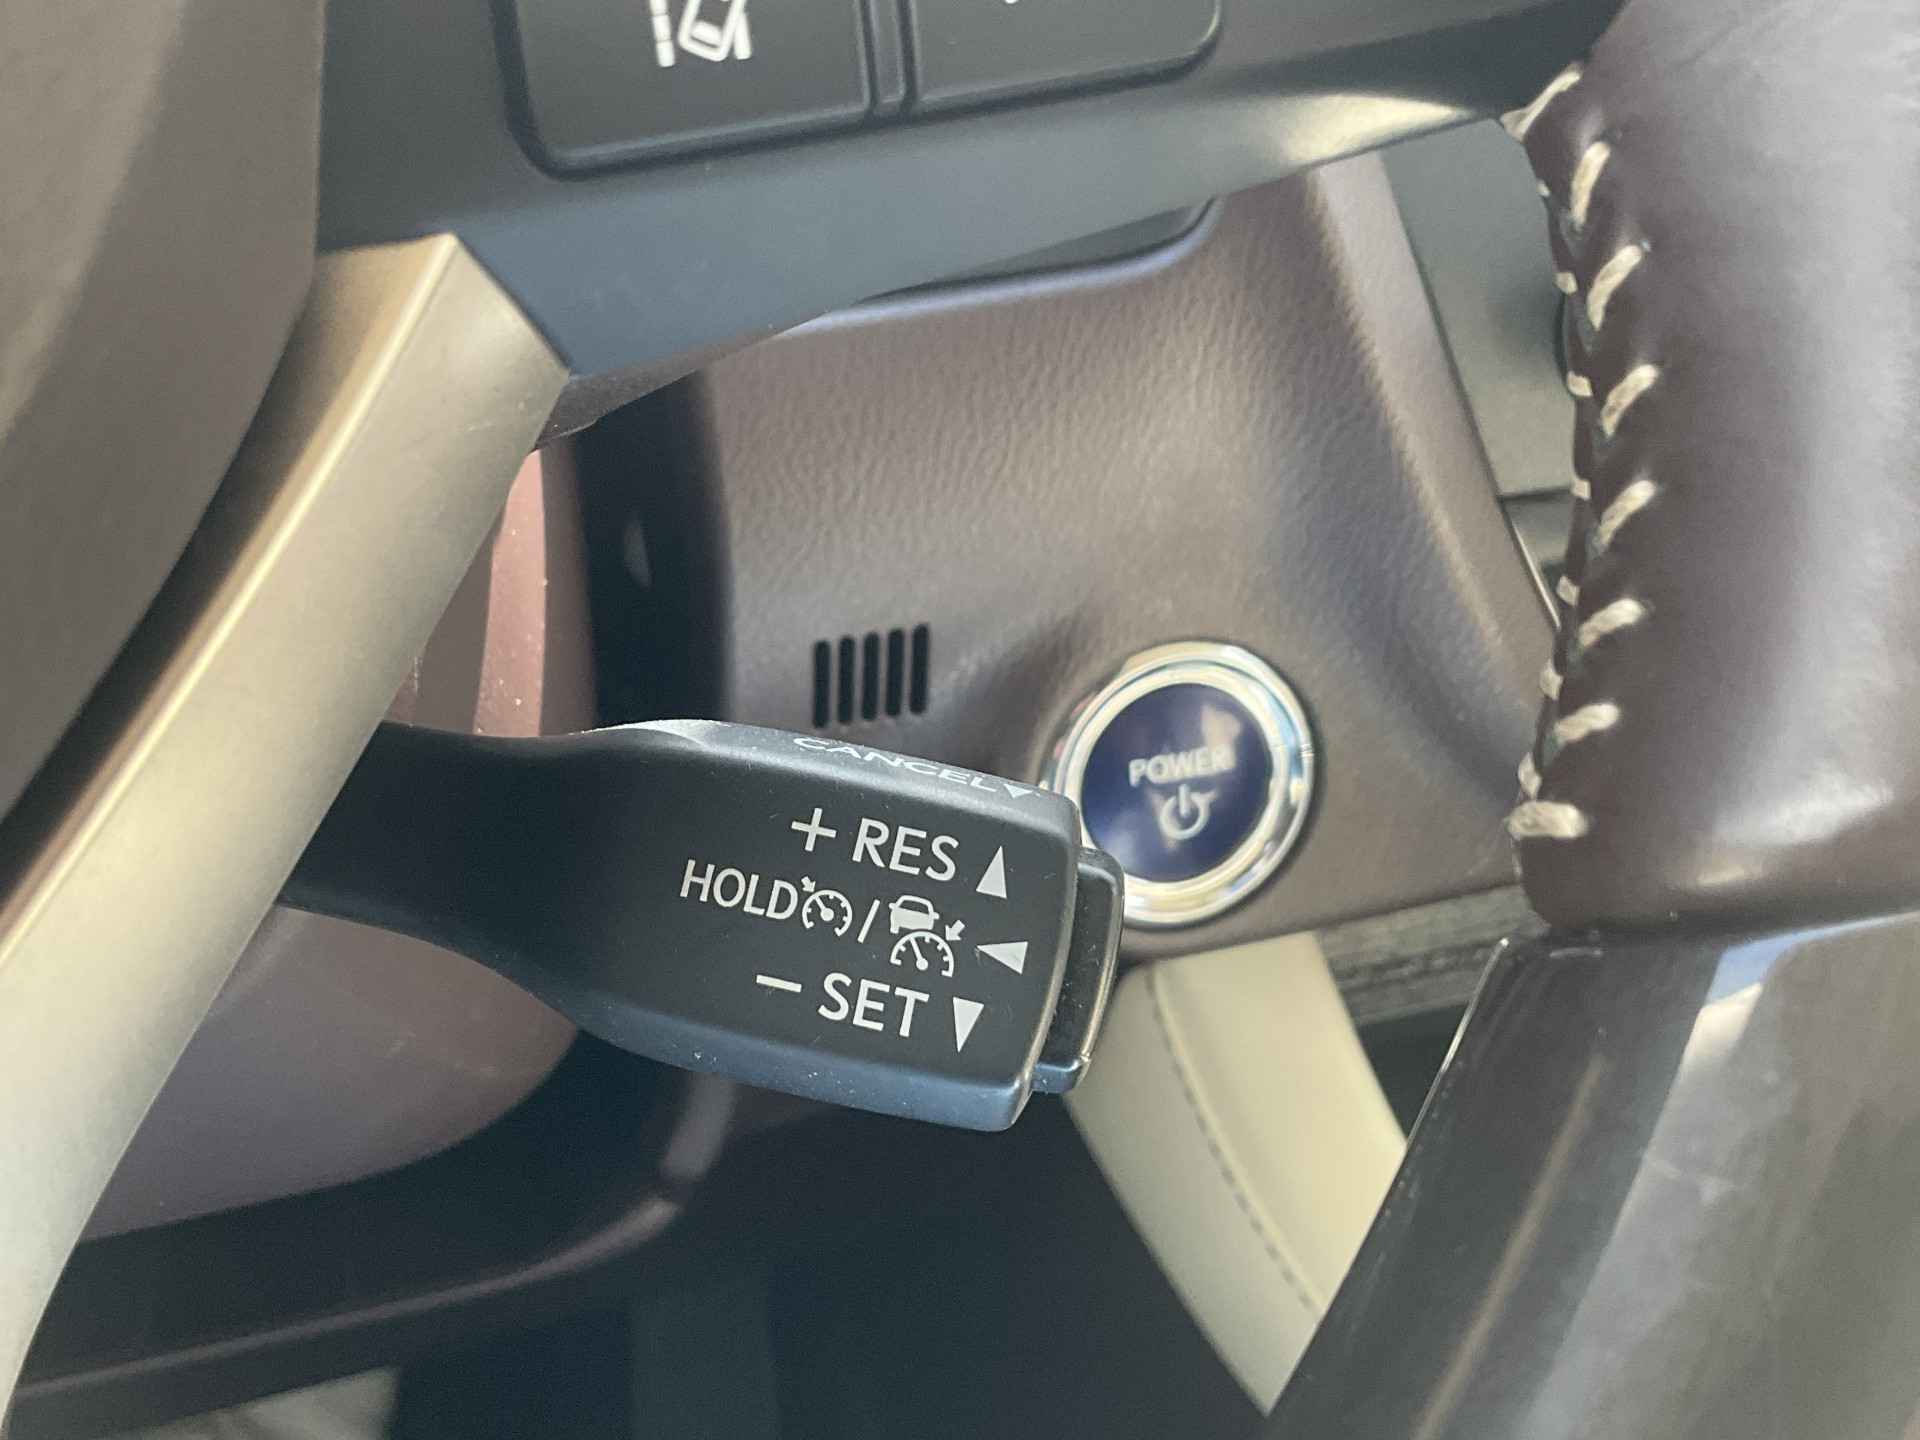 CANCEL
+ RES
HOLD /
- SET
POWER